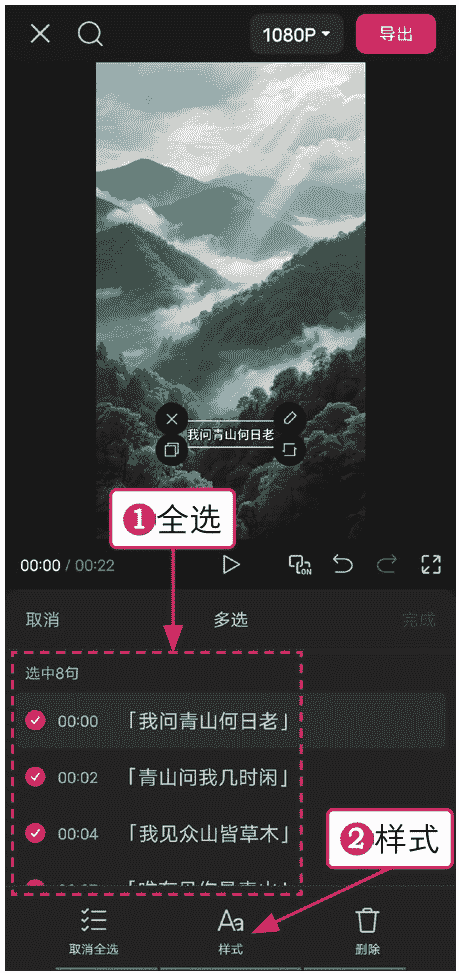 1080P
导出
我问青山何日老
1全选
00:00 / 00:22
ON
取消 多选 完成
选中8句
00:00 「我问青山何日老」
00:02 「青山问我几时闲」
00:04 「我见众山皆草木」
2样式
取消全选 样式 删除